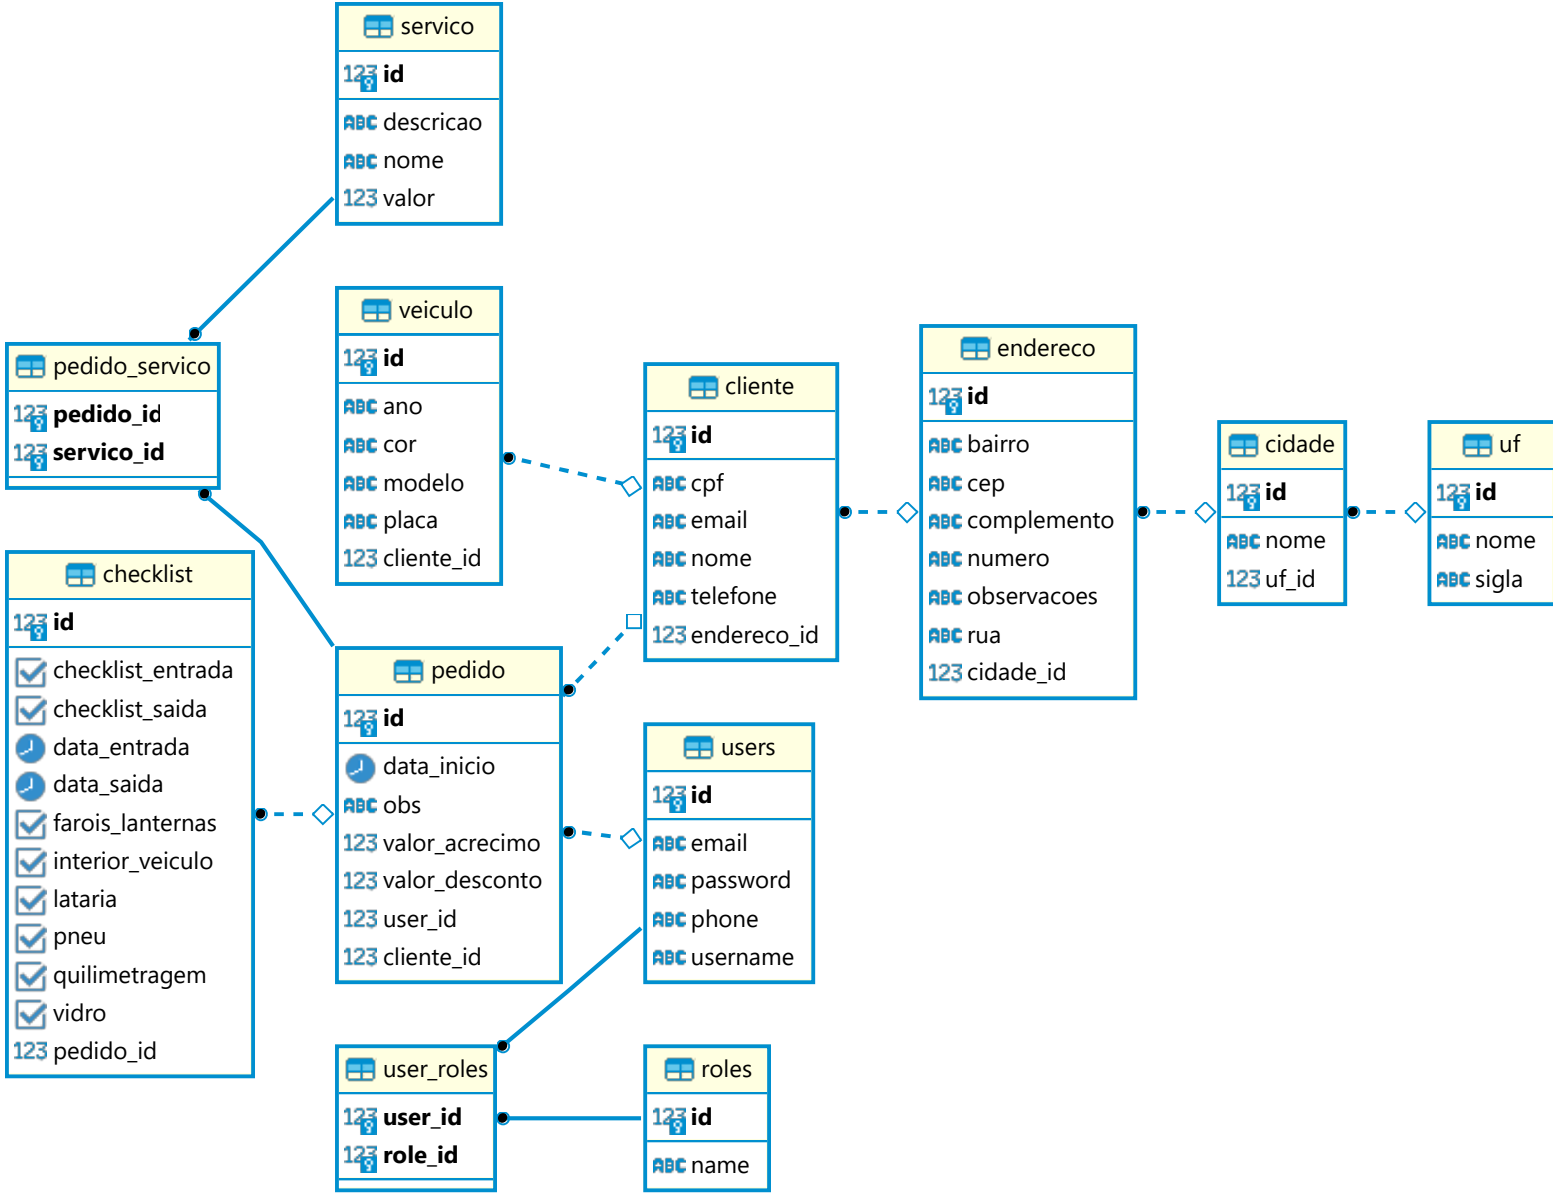 servico
id
descricao
nome
valor
veiculo
id
ano
cor
modelo
placa
cliente_id
pedido_servico
pedido_id
servico_id
cliente
id
cpf
email
nome
telefone
endereco_id
endereco
id
bairro
cep
complemento
numero
observacoes
rua
cidade_id
cidade
id
nome
uf_id
uf
id
nome
sigla
checklist
id
checklist_entrada
checklist_saida
data_entrada
data_saida
farois_lanternas
interior_veiculo
lataria
pneu
quilimetragem
vidro
pedido_id
pedido
id
data_inicio
obs
valor_acrecimo
valor_desconto
user_id
cliente_id
users
id
email
password
phone
username
user_roles
user_id
role_id
roles
id
name